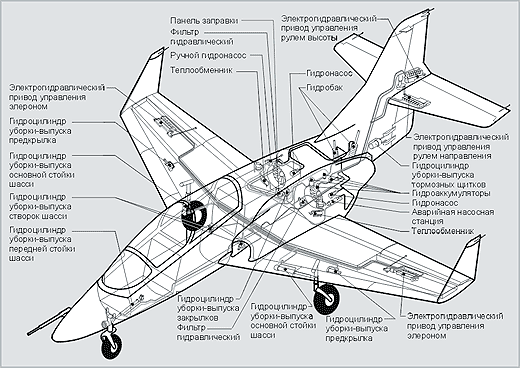 Панель заправки
Фильтр
гидравлический
Ручной гидронасос
Теплообменник
Электрогидравлический
привод управления
рулем высоты
Гидронасос
Гидробак
Электрогидравлический
привод управления
элероном
Гидроцилиндр
уборки-выпуска
предкрылка
Гидроцилиндр
уборки-выпуска
основной стойки
шасси
Гидроцилиндр
уборки-выпуска
створок шасси
Гидроцилиндр
уборки-выпуска
передней стойки
шасси
Электрогидравлический
привод управления
рулем направления
Гидроцилиндр
уборки-выпуска
тормозных щитков
Гидроаккумуляторы
Гидронасос
Аварийная насосная
станция
Теплообменник
Гидроцилиндр
уборки-выпуска
закрылков
Фильтр
гидравлический
Гидроцилиндр
уборки-выпуска
основной стойки
шасси
Гидроцилиндр
уборки-выпуска
предкрылка
Электрогидравлический
привод управления
элероном